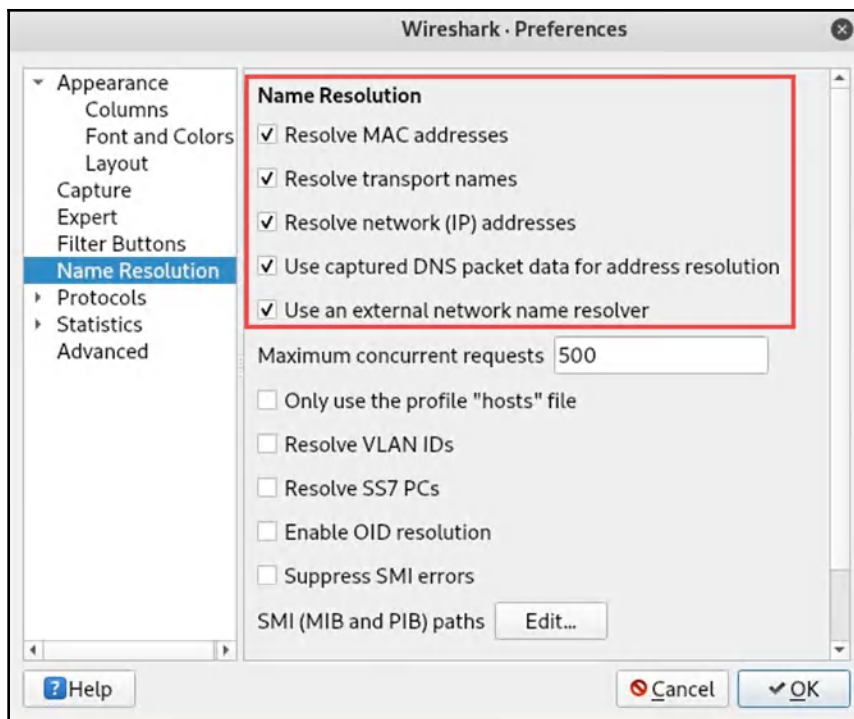 Wireshark · Preferences
Appearance
Columns
Font and Colors
Layout
Capture
Expert
Filter Buttons
Name Resolution
Protocols
Statistics
Advanced
Name Resolution
Resolve MAC addresses
Resolve transport names
Resolve network (IP) addresses
Use captured DNS packet data for address resolution
Use an external network name resolver
Maximum concurrent requests 500
Only use the profile "hosts" file
Resolve VLAN IDs
Resolve SS7 PCs
Enable OID resolution
Suppress SMI errors
SMI (MIB and PIB) paths Edit...
? Help Cancel OK